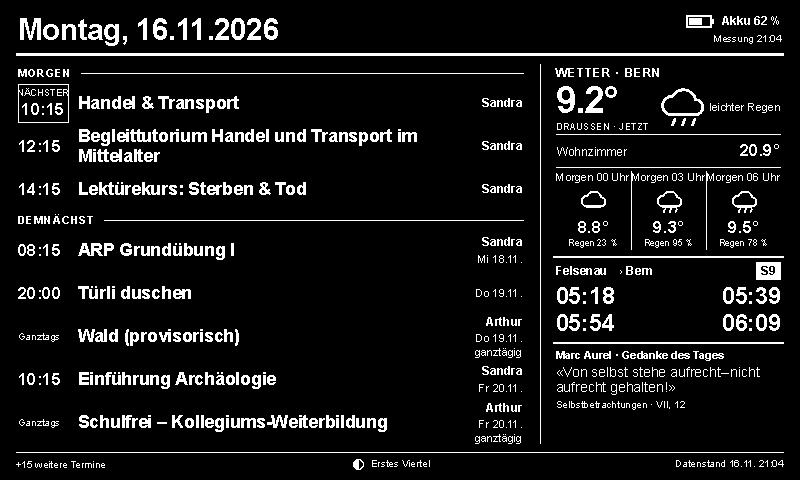 Montag, 16.11.2026
Akku 62 %
Messung 21:04
MORGEN
NÄCHSTER
10:15 Handel & Transport Sandra
12:15 Begleittutorium Handel und Transport im
Mittelalter Sandra
14:15 Lektürekurs: Sterben & Tod Sandra
DEMNÄCHST
08:15 ARP Grundübung I Sandra
Mi 18.11.
20:00 Türli duschen Do 19.11.
Ganztags Wald (provisorisch) Arthur
Do 19.11.
ganztägig
10:15 Einführung Archäologie Sandra
Fr 20.11.
Ganztags Schulfrei – Kollegiums-Weiterbildung Arthur
Fr 20.11.
ganztägig
WETTER · BERN
9.2° leichter Regen
DRAUSSEN · JETZT
Wohnzimmer 20.9°
Morgen 00 Uhr Morgen 03 Uhr Morgen 06 Uhr
8.8° 9.3° 9.5°
Regen 23 % Regen 95 % Regen 78 %
Felsenau › Bern S9
05:18 05:39
05:54 06:09
Marc Aurel · Gedanke des Tages
«Von selbst stehe aufrecht–nicht
aufrecht gehalten!»
Selbstbetrachtungen · VII, 12
+15 weitere Termine
Erstes Viertel
Datenstand 16.11. 21:04